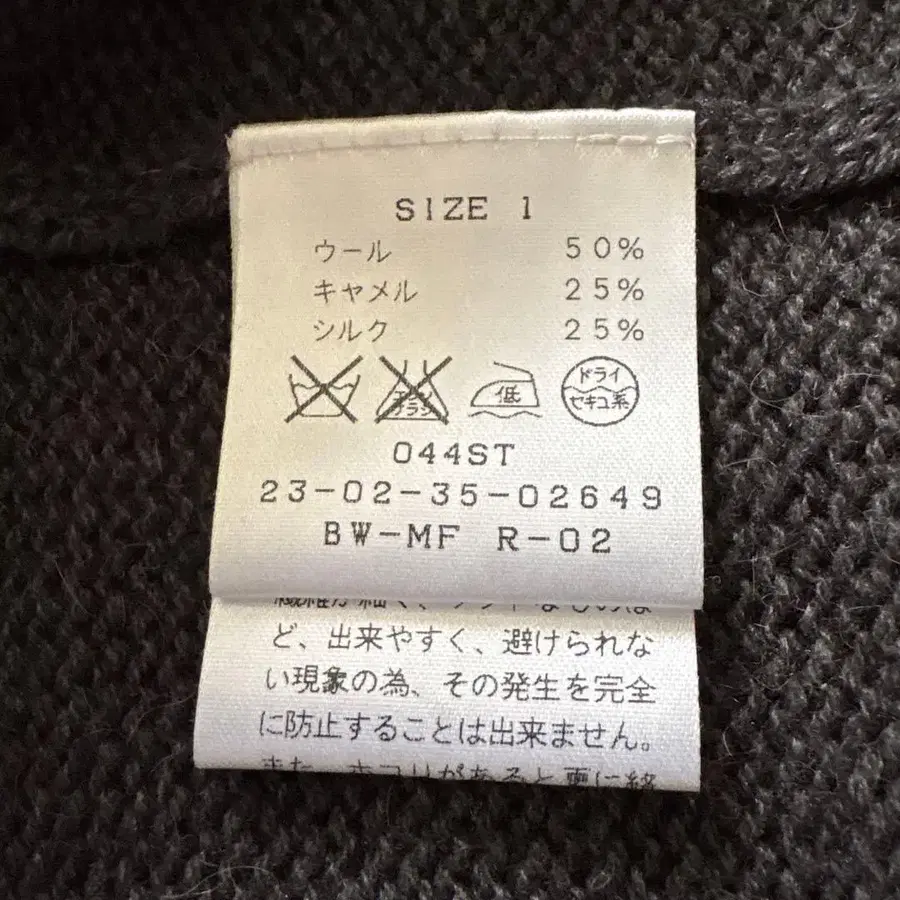 SIZE 1
ウール 50%
キャメル 25%
シルク 25%
低 ドライ
セキユ系
044ST
23-02-35-02649
BW-MF R-02
ど、出来やすく、避けられな
い現象の為、その発生を完全
に防止することは出来ません。